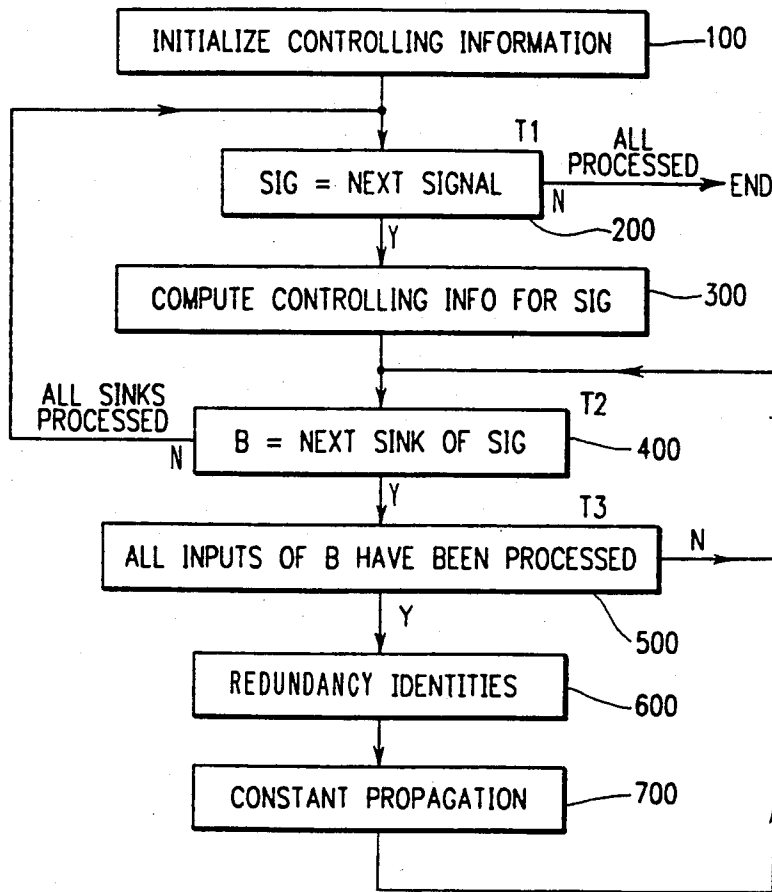 INITIALIZE CONTROLLING INFORMATION
100
T1
ALL
PROCESSED
SIG = NEXT SIGNAL
END
N
200
Y
COMPUTE CONTROLLING INFO FOR SIG
300
ALL SINKS
PROCESSED
T2
B = NEXT SINK OF SIG
N
400
Y
T3
ALL INPUTS OF B HAVE BEEN PROCESSED
N
500
Y
REDUNDANCY IDENTITIES
600
CONSTANT PROPAGATION
700